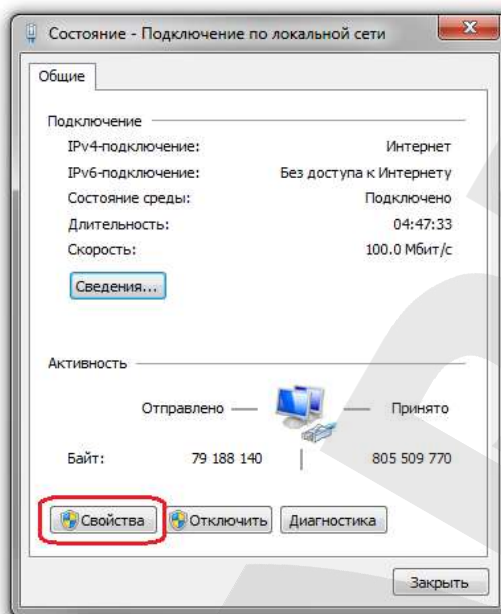 Состояние - Подключение по локальной сети
Общие
Подключение
IPv4-подключение: Интернет
IPv6-подключение: Без доступа к Интернету
Состояние среды: Подключено
Длительность: 04:47:33
Скорость: 100.0 Мбит/с
Сведения...
Активность
Отправлено — Принято
Байт: 79 188 140 | 805 509 770
Свойства Отключить Диагностика
Закрыть